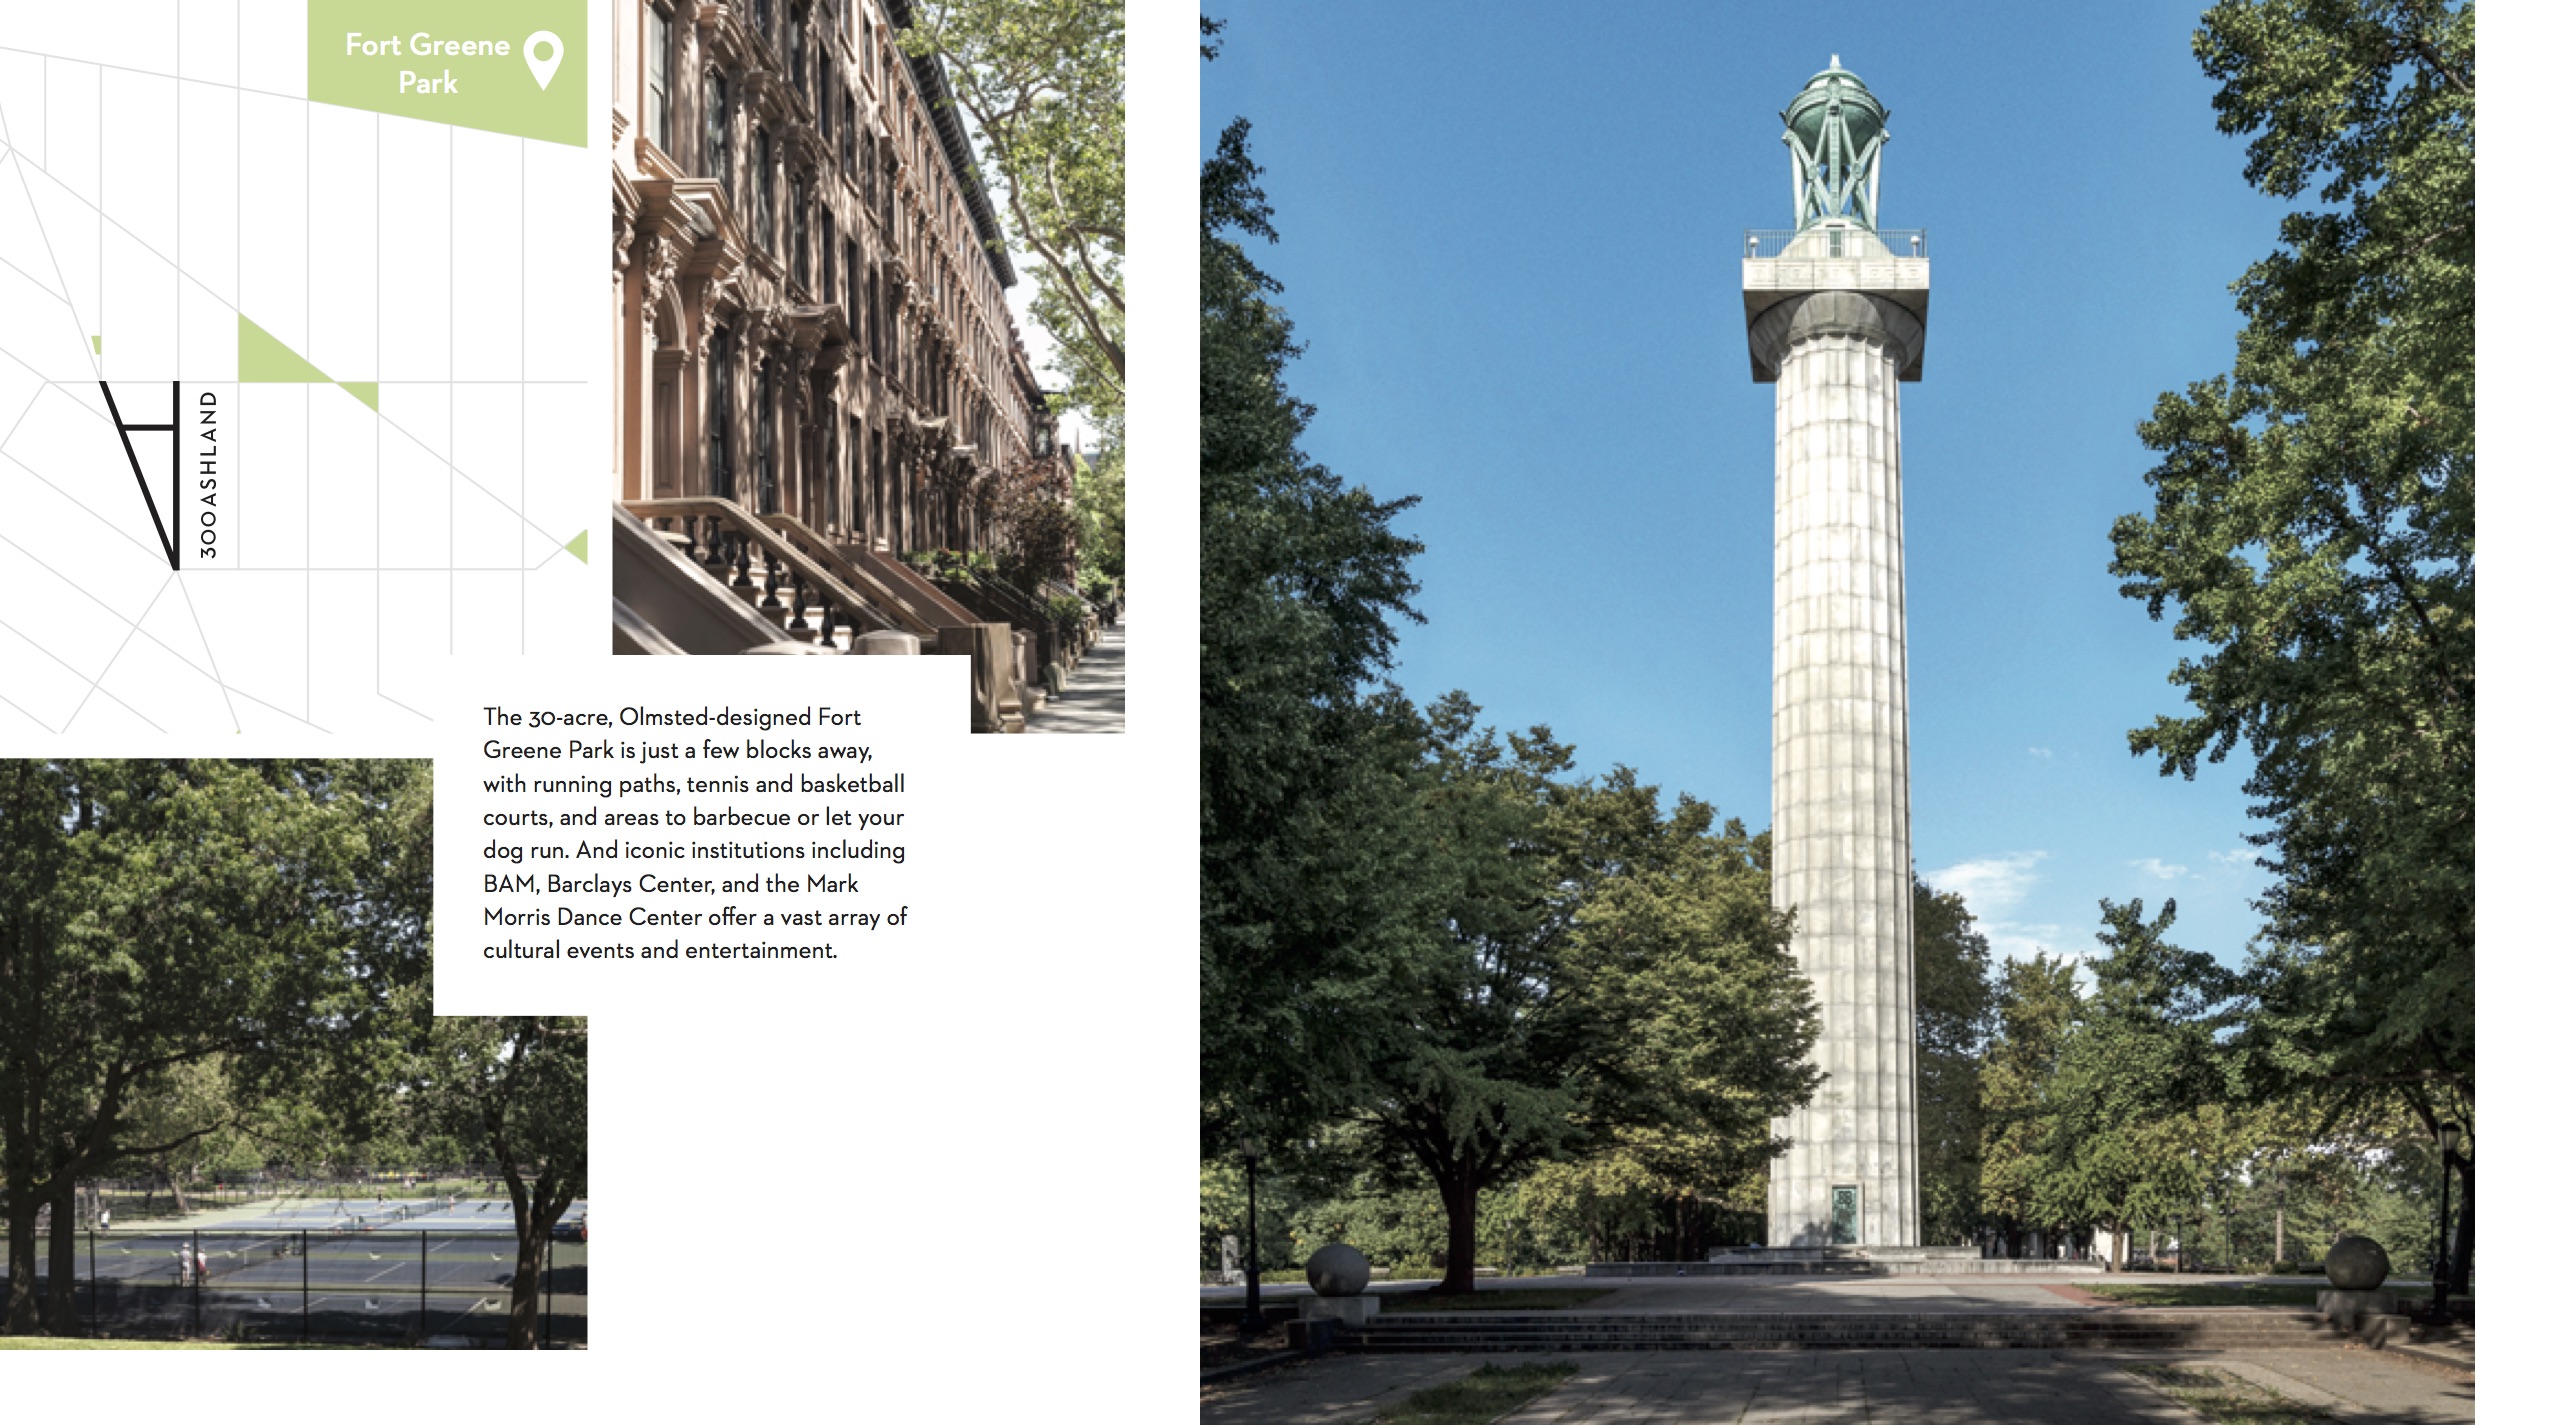 Fort Greene
Park
300 ASHLAND
The 30-acre, Olmsted-designed Fort
Greene Park is just a few blocks away,
with running paths, tennis and basketball
courts, and areas to barbecue or let your
dog run. And iconic institutions including
BAM, Barclays Center, and the Mark
Morris Dance Center offer a vast array of
cultural events and entertainment.